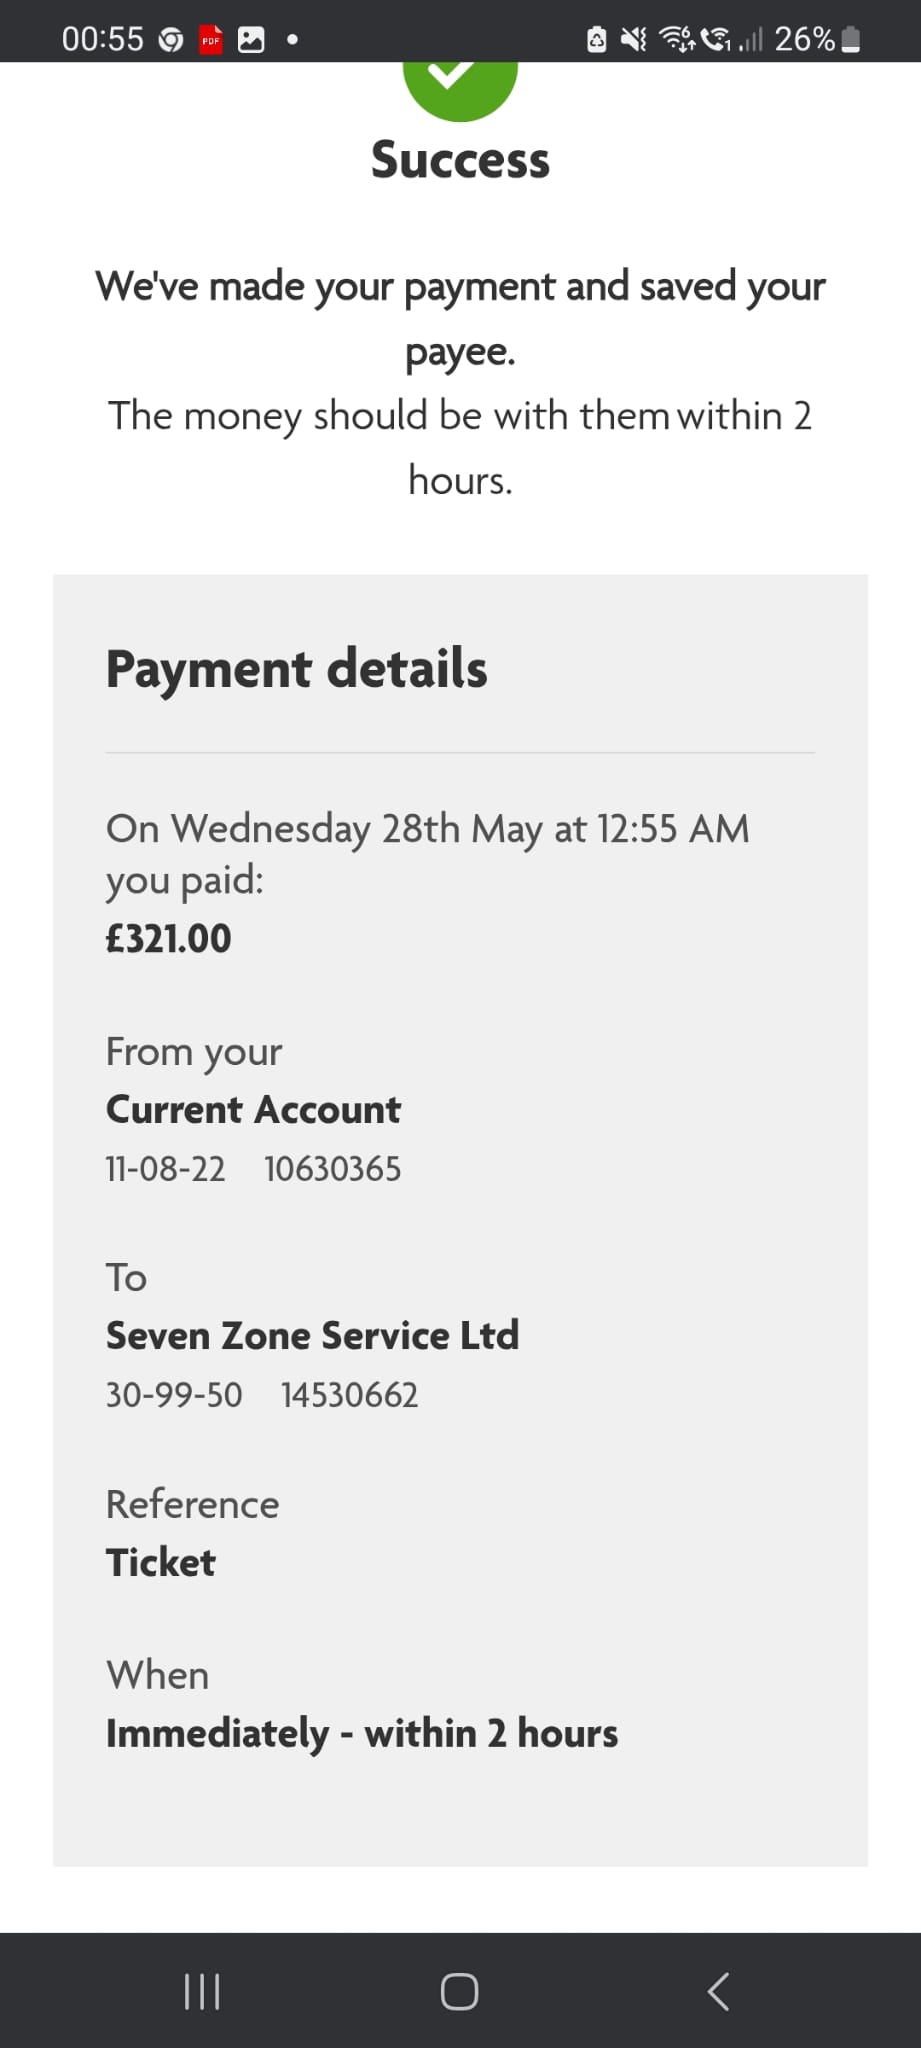 00:55
PDF
26%
Success
We've made your payment and saved your
payee.
The money should be with them within 2
hours.
Payment details
On Wednesday 28th May at 12:55 AM
you paid:
£321.00
From your
Current Account
11-08-22 10630365
To
Seven Zone Service Ltd
30-99-50 14530662
Reference
Ticket
When
Immediately - within 2 hours